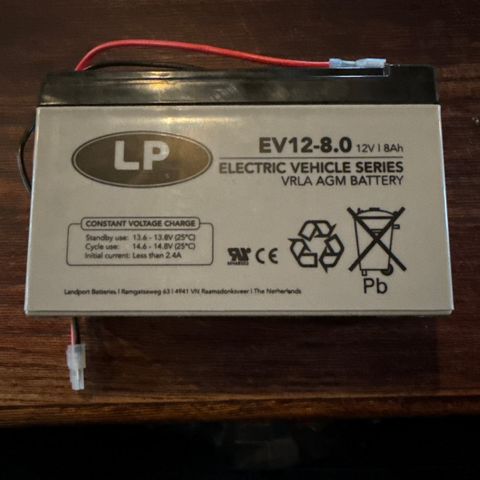 LP
EV12-8.0 12V | 8Ah
ELECTRIC VEHICLE SERIES
VRLA AGM BATTERY
CONSTANT VOLTAGE CHARGE
Standby use: 13.6 - 13.8V (25°C)
Cycle use: 14.6 - 14.8V (25°C)
Initial current: Less than 2.4A
CE
Pb
Landport Batteries. | Ramgatseweg 63 | 4941 VN Raamsdonksveer | The Netherlands